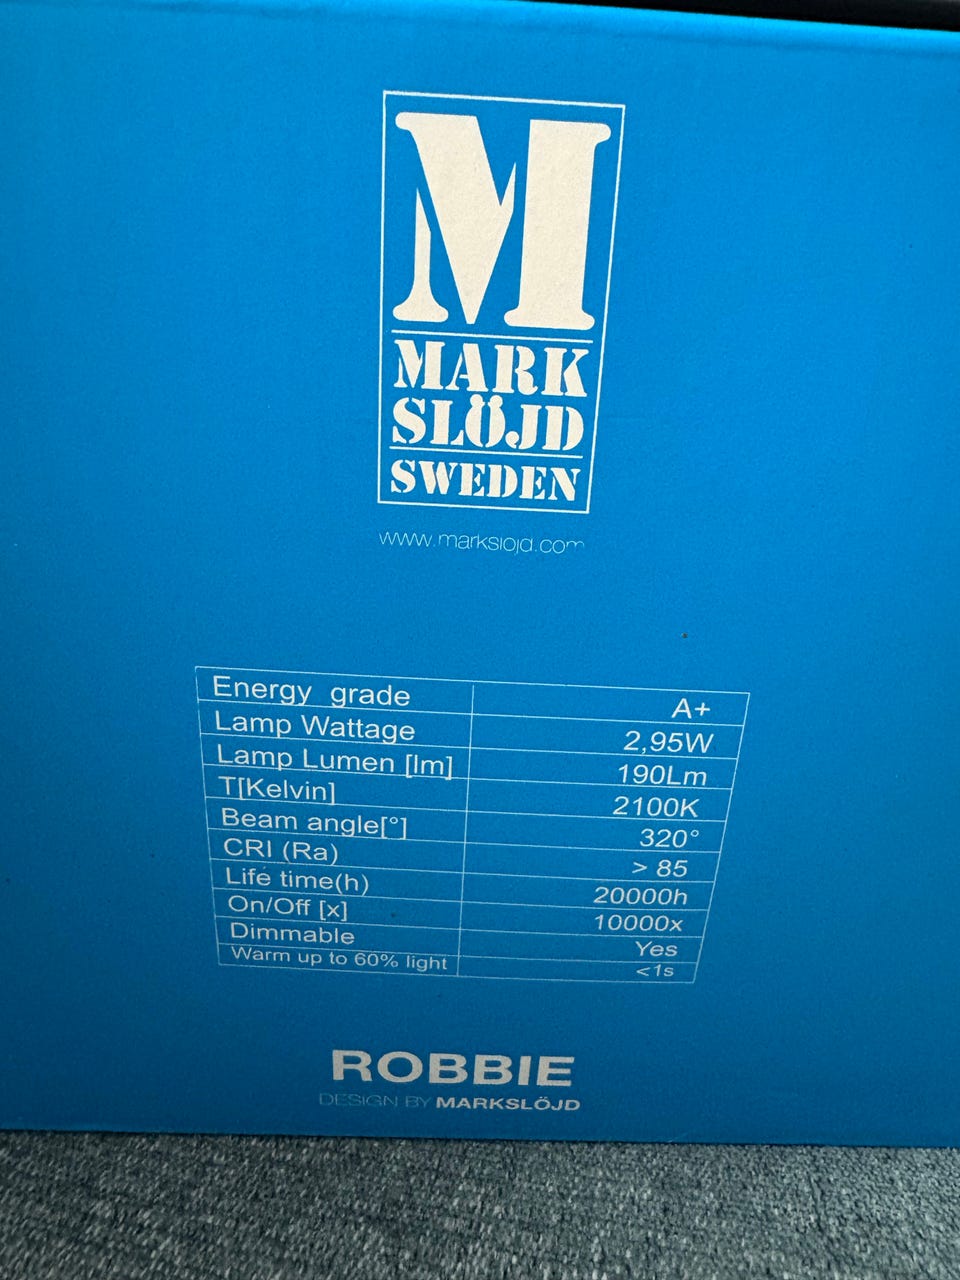 M
MARK
SLÖJD
SWEDEN
www.markslojd.com
Energy grade A+
Lamp Wattage 2,95W
Lamp Lumen [lm] 190Lm
T[Kelvin] 2100K
Beam angle[°] 320°
CRI (Ra) > 85
Life time(h) 20000h
On/Off [x] 10000x
Dimmable Yes
Warm up to 60% light <1s
ROBBIE
DESIGN BY MARKSLÖJD